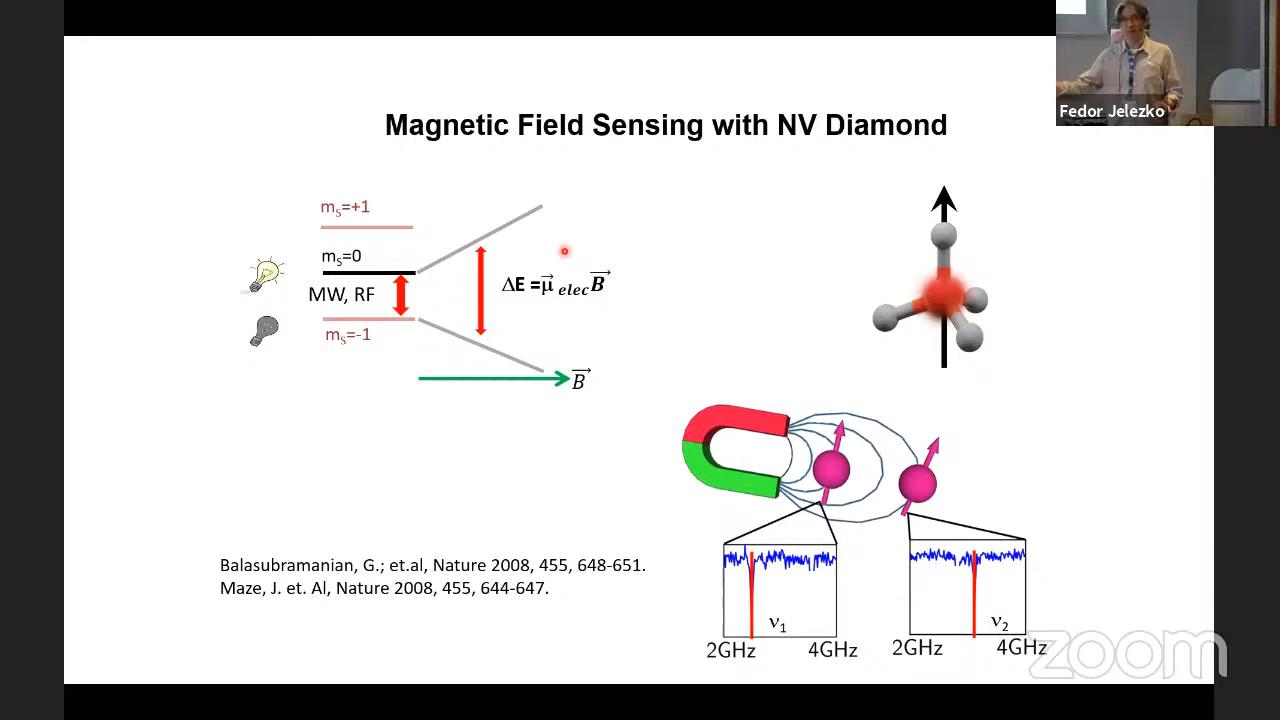 Fedor Jelezko
Magnetic Field Sensing with NV Diamond
mS=+1
mS=0
MW, RF
mS=-1
ΔE =μ⃗ elec B⃗
B⃗
Balasubramanian, G.; et.al, Nature 2008, 455, 648-651.
Maze, J. et. Al, Nature 2008, 455, 644-647.
ν1
ν2
2GHz 4GHz 2GHz 4GHz
zoom